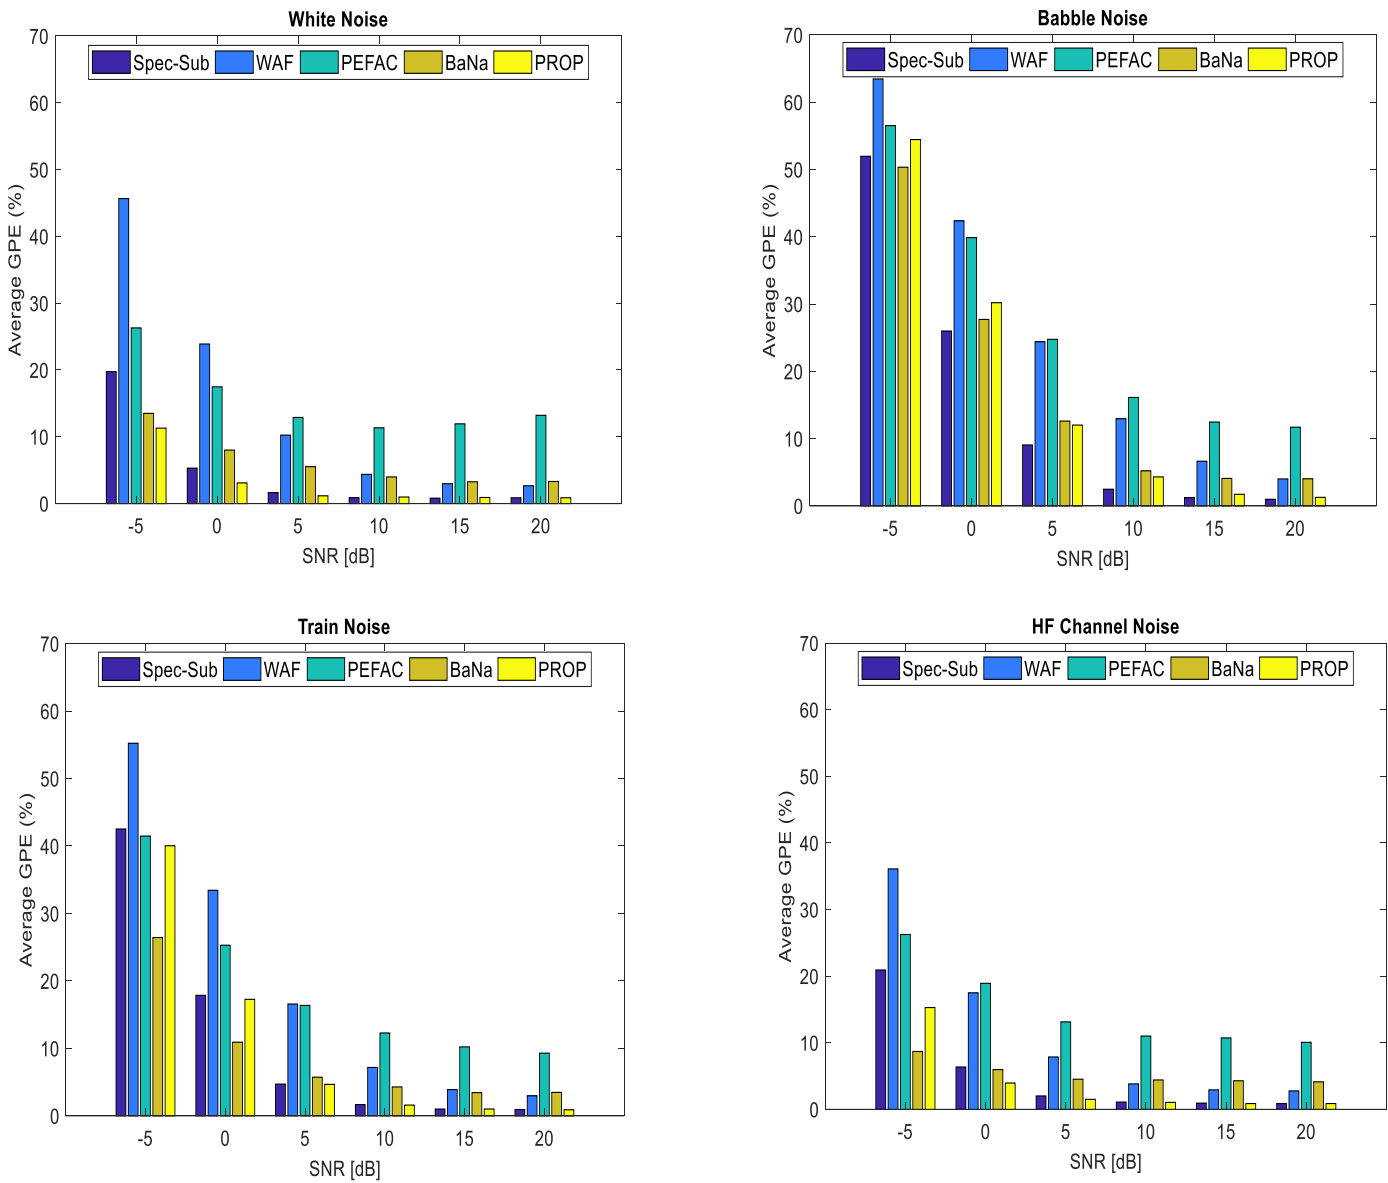 White Noise
Spec-Sub WAF PEFAC BaNa PROP
Average GPE (%)
70
60
50
40
30
20
10
0
-5 0 5 10 15 20
SNR [dB]
Babble Noise
Spec-Sub WAF PEFAC BaNa PROP
Average GPE (%)
70
60
50
40
30
20
10
0
-5 0 5 10 15 20
SNR [dB]
Train Noise
Spec-Sub WAF PEFAC BaNa PROP
Average GPE (%)
70
60
50
40
30
20
10
0
-5 0 5 10 15 20
SNR [dB]
HF Channel Noise
Spec-Sub WAF PEFAC BaNa PROP
Average GPE (%)
70
60
50
40
30
20
10
0
-5 0 5 10 15 20
SNR [dB]